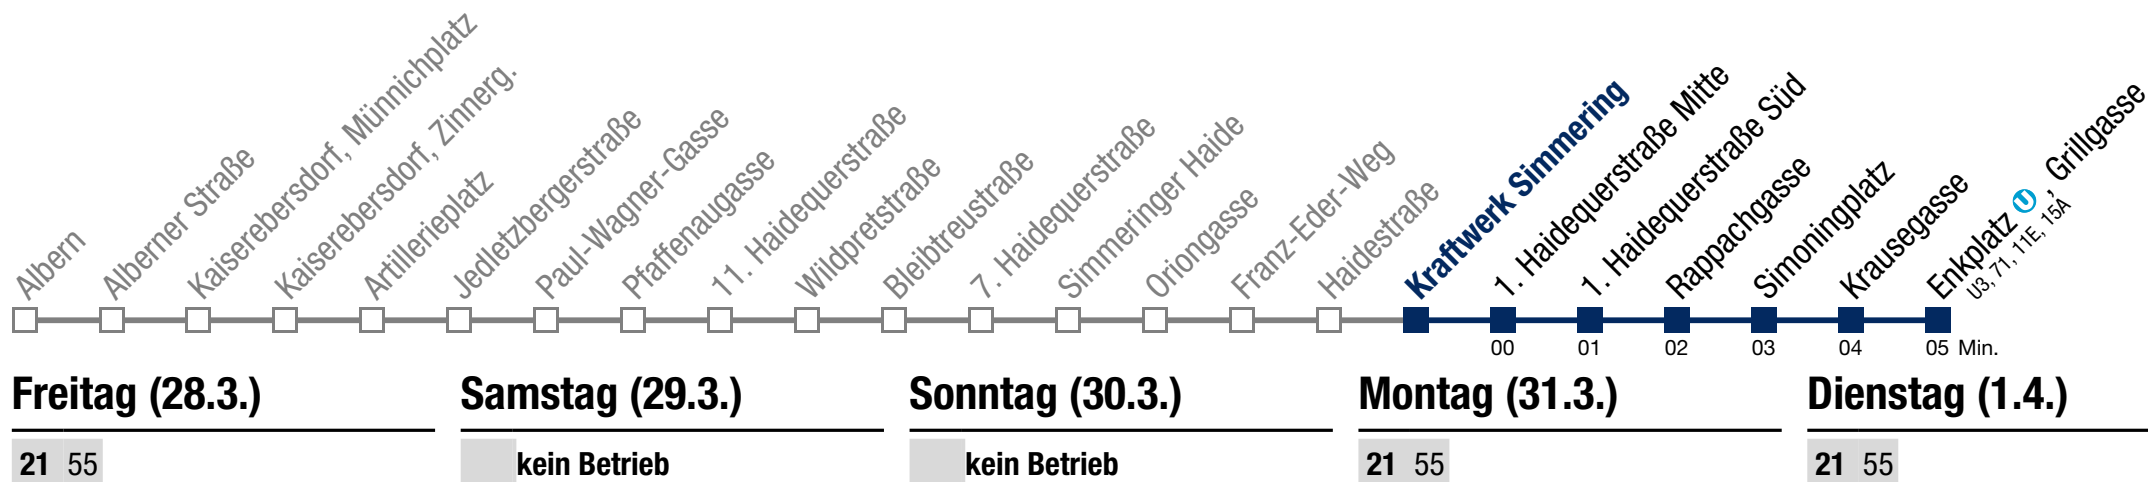 Albern
Alberner Straße
Kaiserebersdorf, Münnichplatz
Kaiserebersdorf, Zinnerg.
Artillerieplatz
Jedletzbergerstraße
Paul-Wagner-Gasse
Pfaffenaugasse
11. Haidequerstraße
Wildpretstraße
Bleibtreustraße
7. Haidequerstraße
Simmeringer Haide
Oriongasse
Franz-Eder-Weg
Haidestraße
Kraftwerk Simmering
1. Haidequerstraße Mitte
1. Haidequerstraße Süd
Rappachgasse
Simoningplatz
Krausegasse
Enkplatz U, Grillgasse
U3, 71, 11E, 15A
00 01 02 03 04 05 Min.
Freitag (28.3.) Samstag (29.3.) Sonntag (30.3.) Montag (31.3.) Dienstag (1.4.)
21 55 kein Betrieb kein Betrieb 21 55 21 55